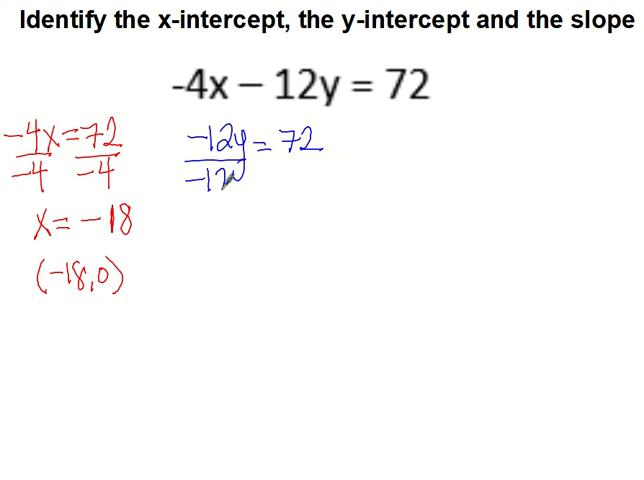 Identify the x-intercept, the y-intercept and the slope
-4x – 12y = 72
-4x = 72
-4 -4
x = -18
(-18,0)
-12y = 72
-12